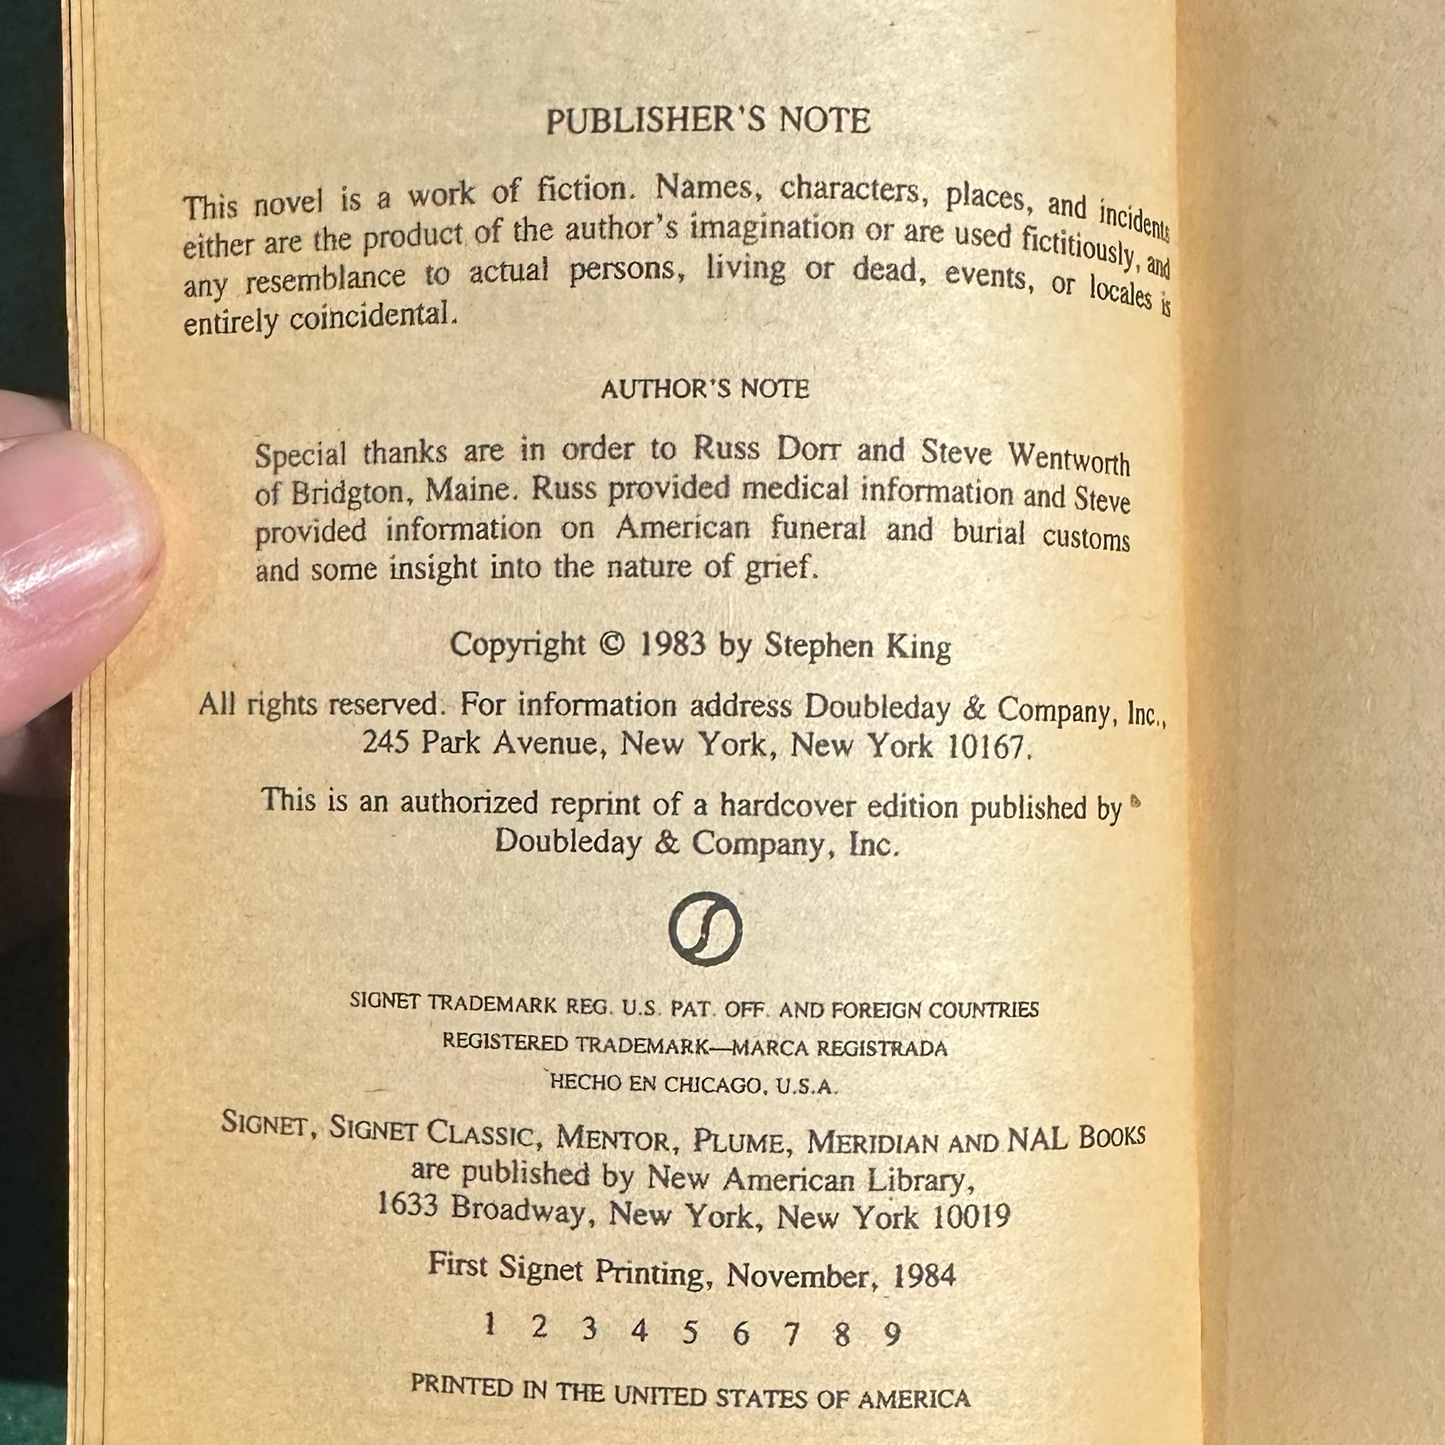 PUBLISHER'S NOTE
This novel is a work of fiction. Names, characters, places, and incidents
either are the product of the author's imagination or are used fictitiously, and
any resemblance to actual persons, living or dead, events, or locales is
entirely coincidental.
AUTHOR'S NOTE
Special thanks are in order to Russ Dorr and Steve Wentworth
of Bridgton, Maine. Russ provided medical information and Steve
provided information on American funeral and burial customs
and some insight into the nature of grief.
Copyright © 1983 by Stephen King
All rights reserved. For information address Doubleday & Company, Inc.,
245 Park Avenue, New York, New York 10167.
This is an authorized reprint of a hardcover edition published by
Doubleday & Company, Inc.
SIGNET TRADEMARK REG. U.S. PAT. OFF. AND FOREIGN COUNTRIES
REGISTERED TRADEMARK—MARCA REGISTRADA
HECHO EN CHICAGO, U.S.A.
SIGNET, SIGNET CLASSIC, MENTOR, PLUME, MERIDIAN AND NAL BOOKS
are published by New American Library,
1633 Broadway, New York, New York 10019
First Signet Printing, November, 1984
1 2 3 4 5 6 7 8 9
PRINTED IN THE UNITED STATES OF AMERICA